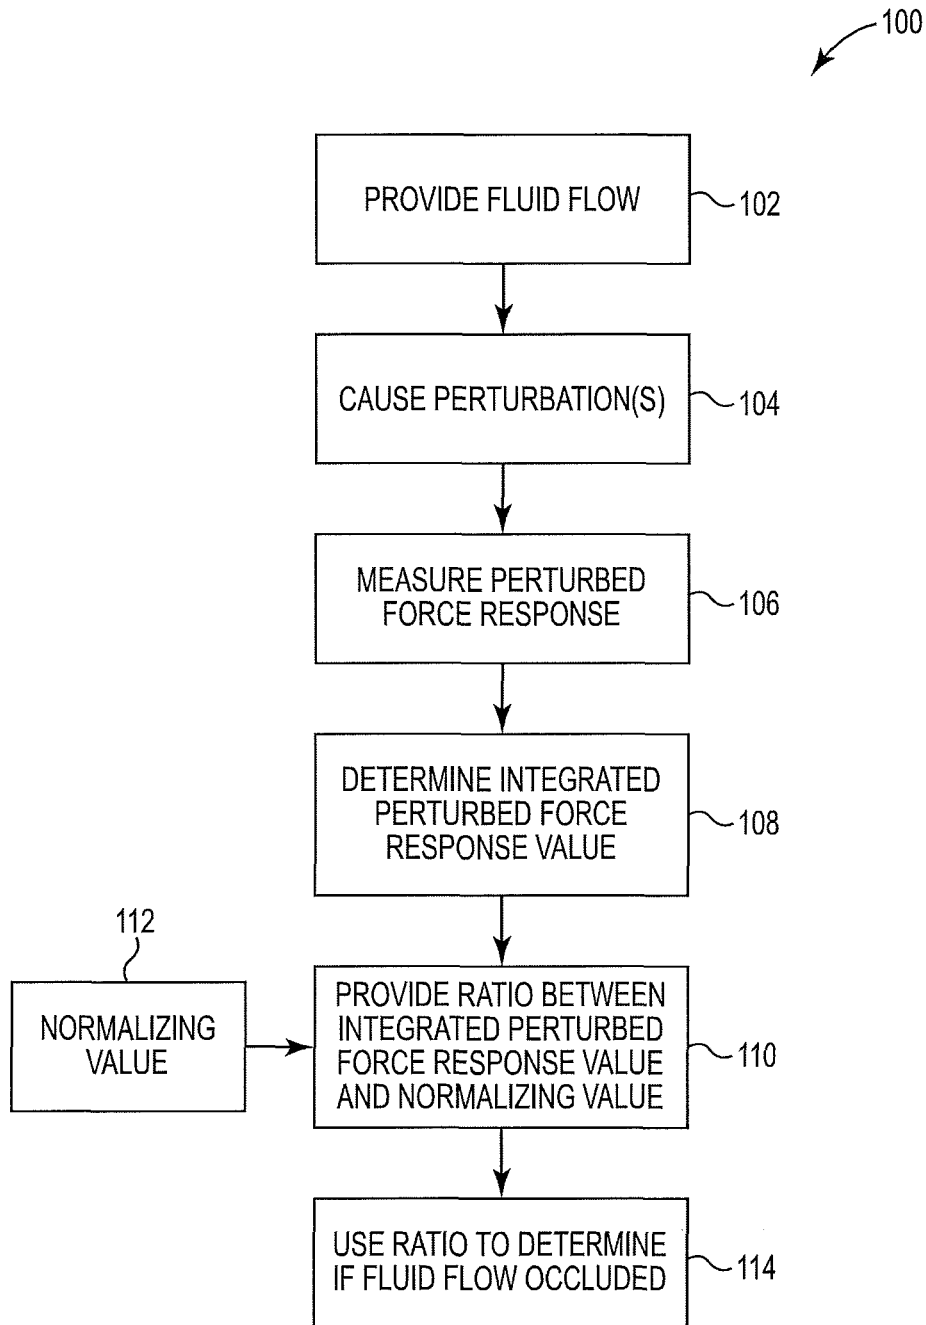 100
PROVIDE FLUID FLOW
102
CAUSE PERTURBATION(S)
104
MEASURE PERTURBED
FORCE RESPONSE
106
DETERMINE INTEGRATED
PERTURBED FORCE
RESPONSE VALUE
108
112
NORMALIZING
VALUE
PROVIDE RATIO BETWEEN
INTEGRATED PERTURBED
FORCE RESPONSE VALUE
AND NORMALIZING VALUE
110
USE RATIO TO DETERMINE
IF FLUID FLOW OCCLUDED
114